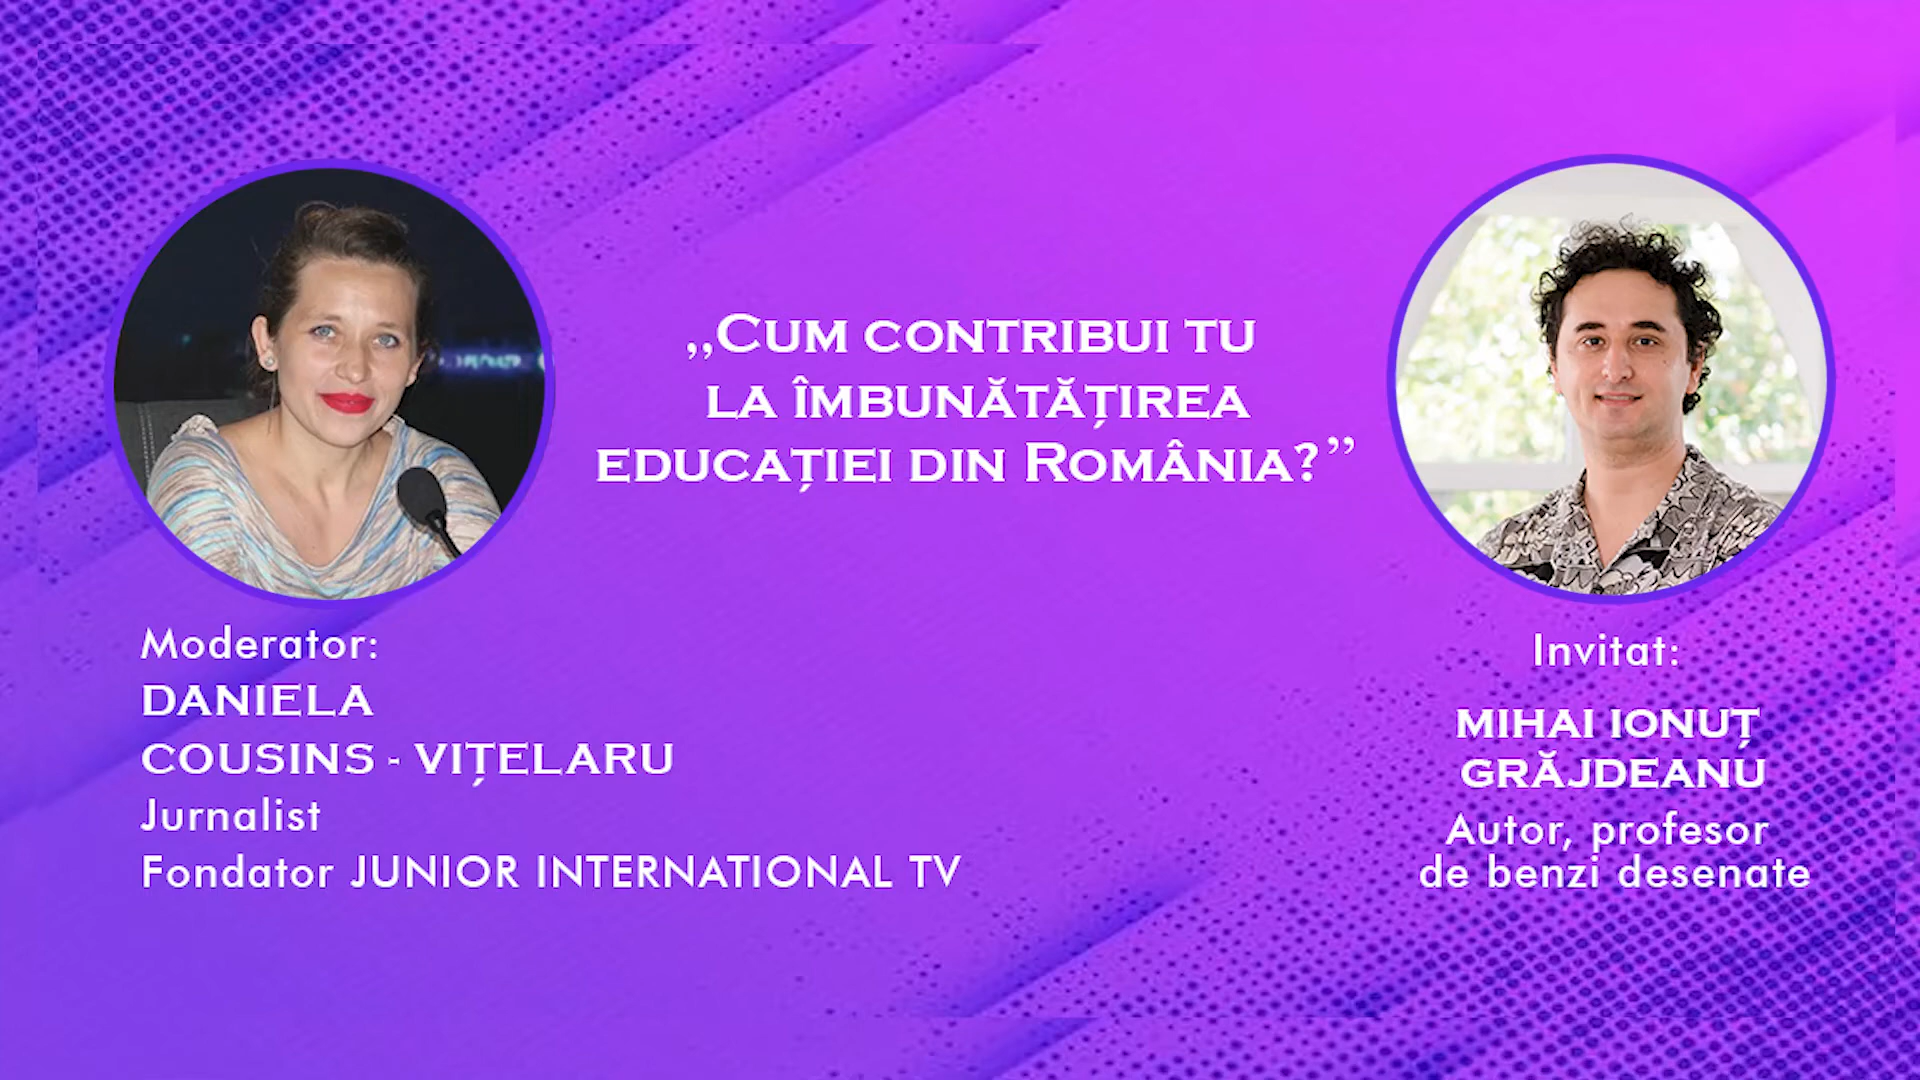 ,,Cum contribui tu
la îmbunătățirea
educației din România?”
Moderator:
DANIELA
COUSINS - VIȚELARU
Jurnalist
Fondator JUNIOR INTERNATIONAL TV
Invitat:
MIHAI IONUȚ
GRĂJDEANU
Autor, profesor
de benzi desenate